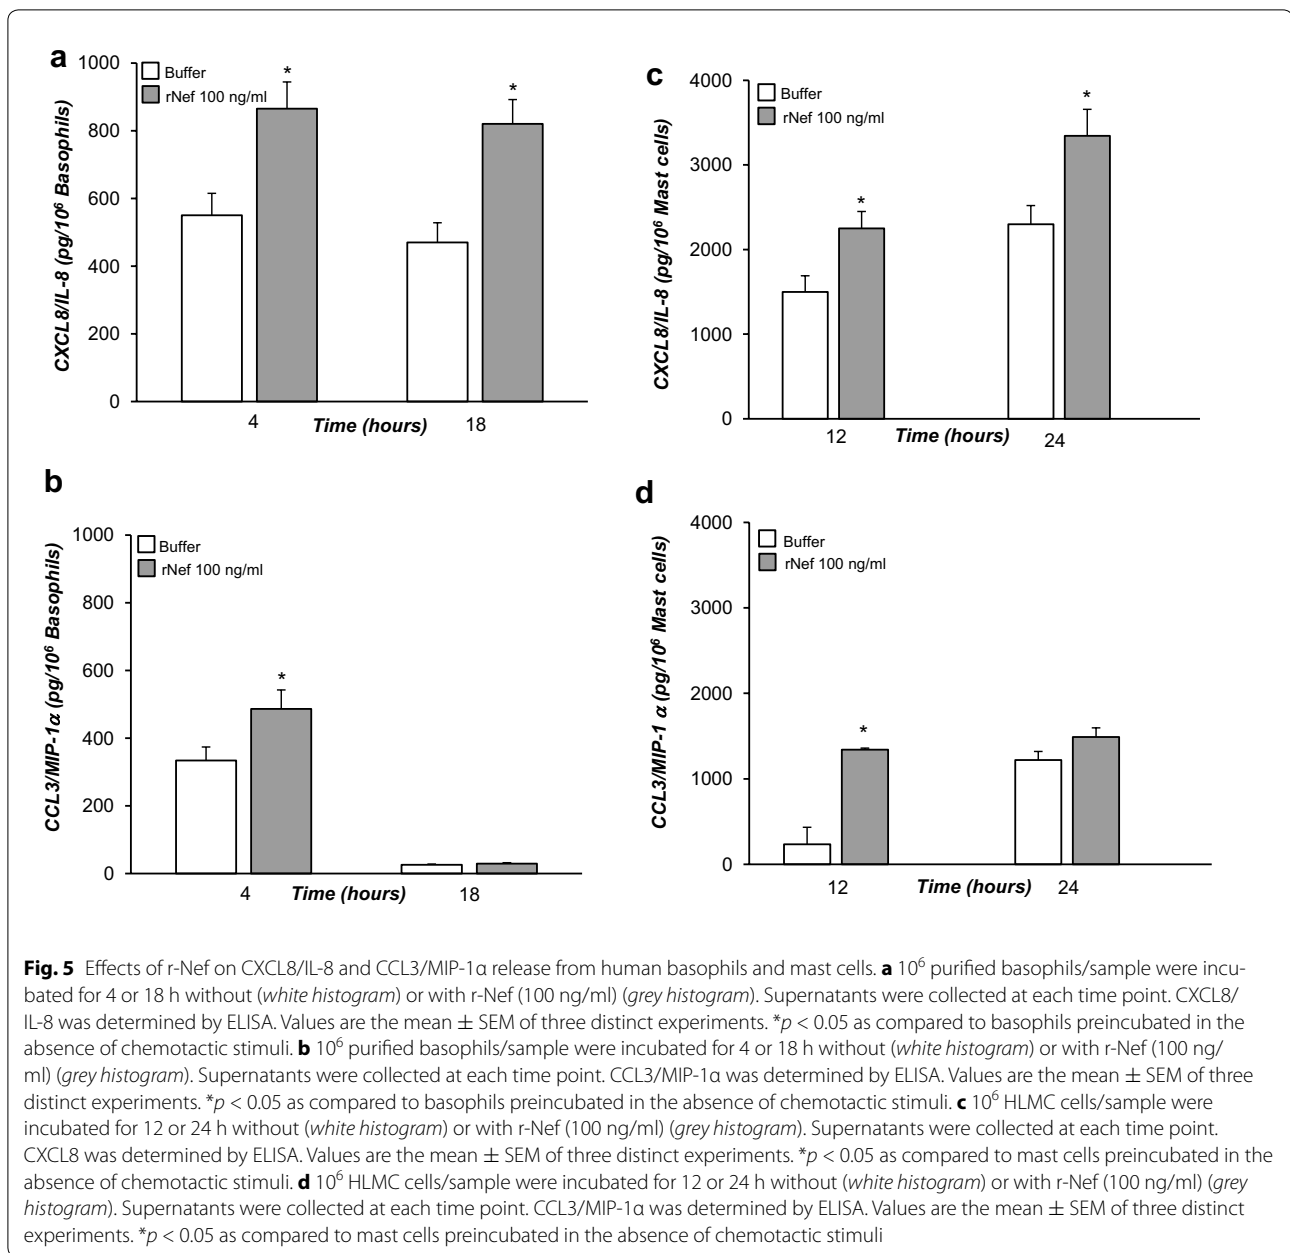 a
1000
800
600
400
200
0
CXCL8/IL-8 (pg/10⁶ Basophils)
Buffer
rNef 100 ng/ml
*
*
4
Time (hours)
18
c
4000
3000
2000
1000
0
CXCL8/IL-8 (pg/10⁶ Mast cells)
Buffer
rNef 100 ng/ml
*
*
12
Time (hours)
24
b
1000
800
600
400
200
0
CCL3/MIP-1α (pg/10⁶ Basophils)
Buffer
rNef 100 ng/ml
*
4
Time (hours)
18
d
4000
3000
2000
1000
0
CCL3/MIP-1 α (pg/10⁶ Mast cells)
Buffer
rNef 100 ng/ml
*
12
Time (hours)
24
Fig. 5 Effects of r-Nef on CXCL8/IL-8 and CCL3/MIP-1α release from human basophils and mast cells. a 10⁶ purified basophils/sample were incu-
bated for 4 or 18 h without (white histogram) or with r-Nef (100 ng/ml) (grey histogram). Supernatants were collected at each time point. CXCL8/
IL-8 was determined by ELISA. Values are the mean ± SEM of three distinct experiments. *p < 0.05 as compared to basophils preincubated in the
absence of chemotactic stimuli. b 10⁶ purified basophils/sample were incubated for 4 or 18 h without (white histogram) or with r-Nef (100 ng/
ml) (grey histogram). Supernatants were collected at each time point. CCL3/MIP-1α was determined by ELISA. Values are the mean ± SEM of three
distinct experiments. *p < 0.05 as compared to basophils preincubated in the absence of chemotactic stimuli. c 10⁶ HLMC cells/sample were
incubated for 12 or 24 h without (white histogram) or with r-Nef (100 ng/ml) (grey histogram). Supernatants were collected at each time point.
CXCL8 was determined by ELISA. Values are the mean ± SEM of three distinct experiments. *p < 0.05 as compared to mast cells preincubated in the
absence of chemotactic stimuli. d 10⁶ HLMC cells/sample were incubated for 12 or 24 h without (white histogram) or with r-Nef (100 ng/ml) (grey
histogram). Supernatants were collected at each time point. CCL3/MIP-1α was determined by ELISA. Values are the mean ± SEM of three distinct
experiments. *p < 0.05 as compared to mast cells preincubated in the absence of chemotactic stimuli